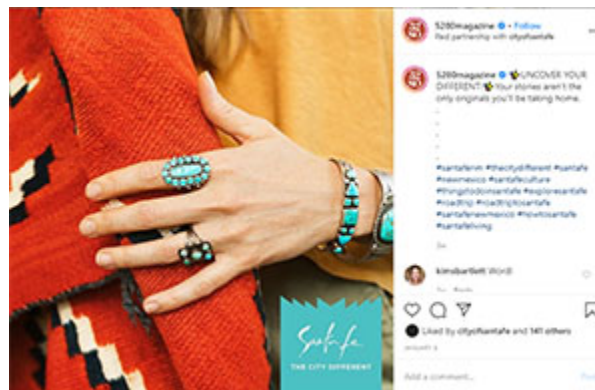 5280magazine • Follow
Paid partnership with cityofsantafe
5280magazine UNCOVER YOUR
DIFFERENT! Your stories aren't the
only originals you'll be taking home.
.
.
.
.
.
#santafenm #thecitydifferent #santafe
#newmexico #santafeculture
#thingstodoinsantafe #exploresantafe
#roadtrip #roadtriptosantafe
#santafenewmexico #howtosantafe
#santafeliving
kimsbartlett Word!
Liked by cityofsantafe and 141 others
Add a comment...
Santa Fe
THE CITY DIFFERENT